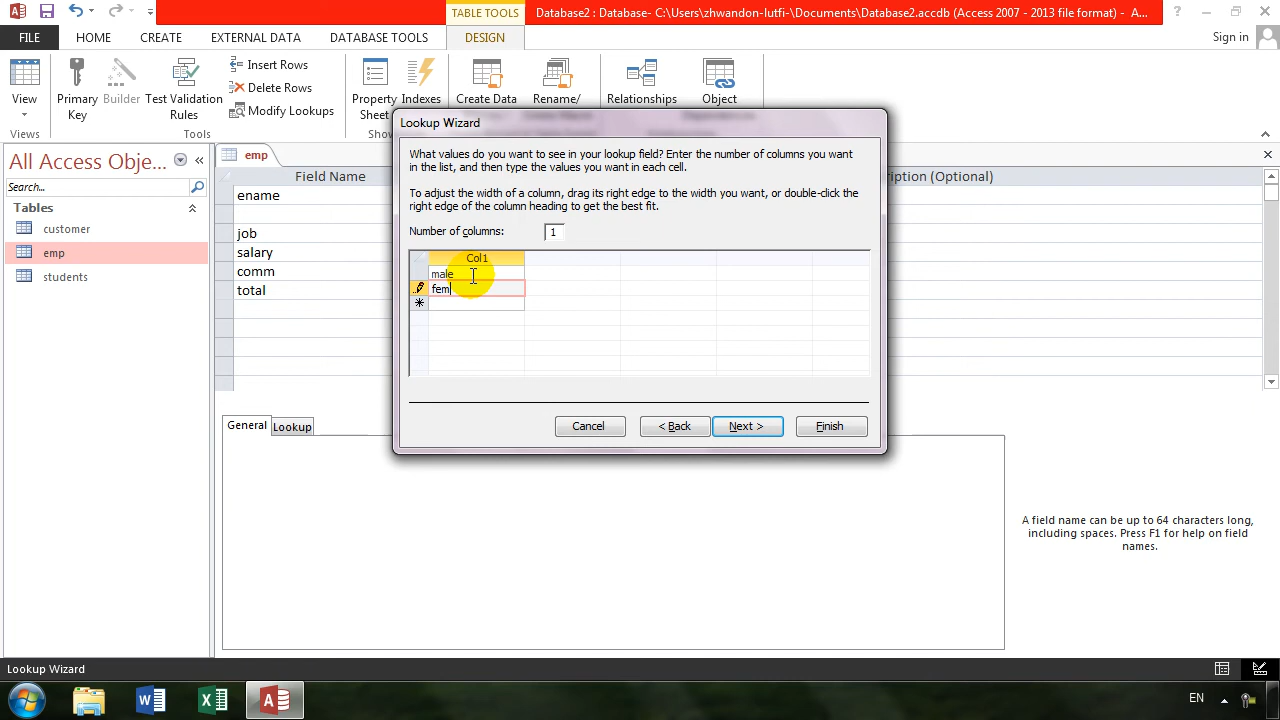 TABLE TOOLS
Database2 : Database- C:\Users\zhwandon-lutfi-\Documents\Database2.accdb (Access 2007 - 2013 file format) - A...
?
FILE
HOME
CREATE
EXTERNAL DATA
DATABASE TOOLS
DESIGN
Sign in
View
Primary Key
Builder
Test Validation Rules
Insert Rows
Delete Rows
Modify Lookups
Property Sheet
Indexes
Create Data
Rename/
Relationships
Object
Views
Tools
Sho
All Access Obje...
Search...
Tables
customer
emp
students
emp
Field Name
ription (Optional)
ename
job
salary
comm
total
Lookup Wizard
What values do you want to see in your lookup field? Enter the number of columns you want
in the list, and then type the values you want in each cell.
To adjust the width of a column, drag its right edge to the width you want, or double-click the
right edge of the column heading to get the best fit.
Number of columns: 1
Col1
male
fem
Cancel
< Back
Next >
Finish
General
Lookup
A field name can be up to 64 characters long,
including spaces. Press F1 for help on field
names.
Lookup Wizard
EN